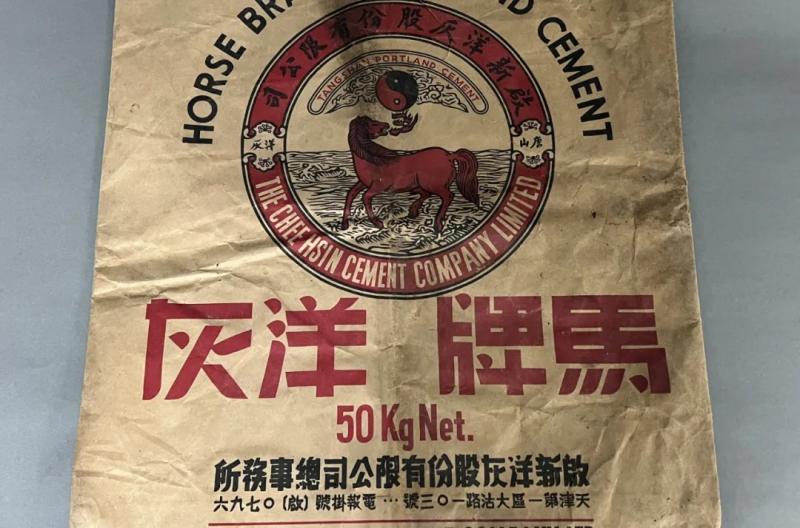 HORSE BRA ND CEMENT
啟新洋灰股份有限公司
TANG SHAN PORTLAND CEMENT
唐山
洋灰
THE CHEE HSIN CEMENT COMPANY LIMITED
馬牌 洋灰
50 Kg Net.
啟新洋灰股份有限公司總事務所
天津第一區大沽路一〇三號…電報掛號(啟)〇七九六